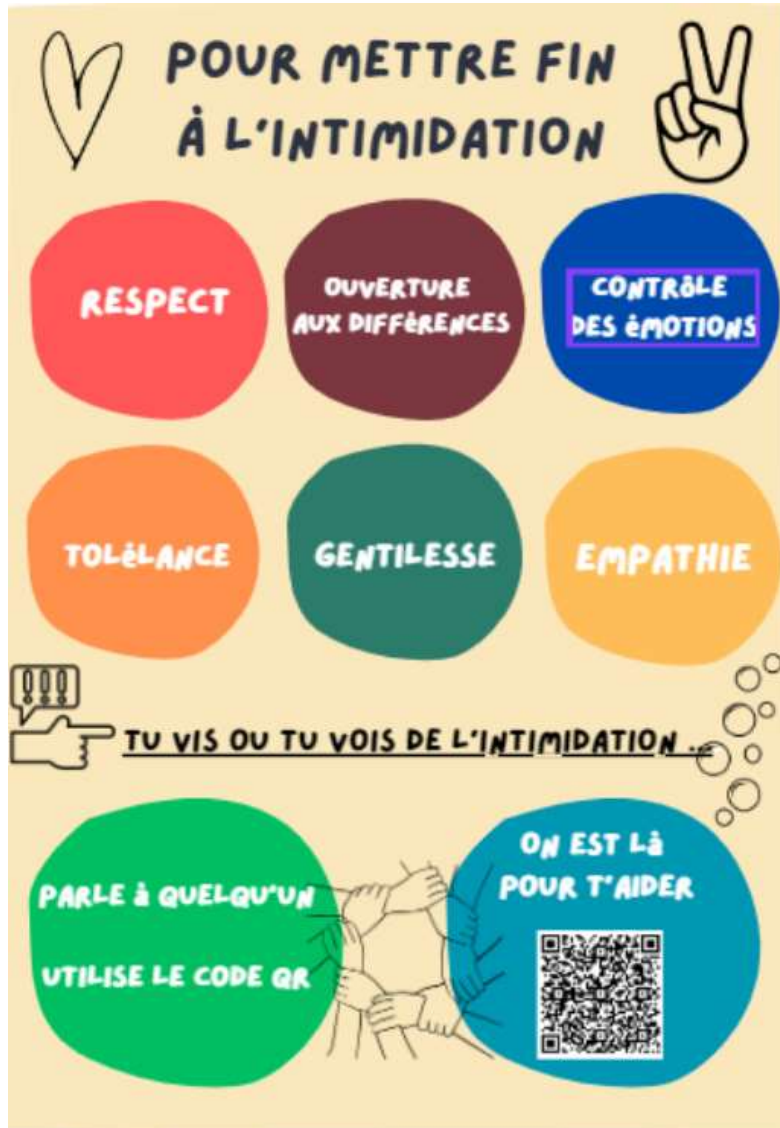 POUR METTRE FIN
À L'INTIMIDATION
RESPECT
OUVERTURE
AUX DIFFÉRENCES
CONTRÔLE
DES ÉMOTIONS
TOLÉLANCE
GENTILESSE
EMPATHIE
!!!
TU VIS OU TU VOIS DE L'INTIMIDATION ...
PARLE À QUELQU'UN
UTILISE LE CODE QR
ON EST LÀ
POUR T'AIDER